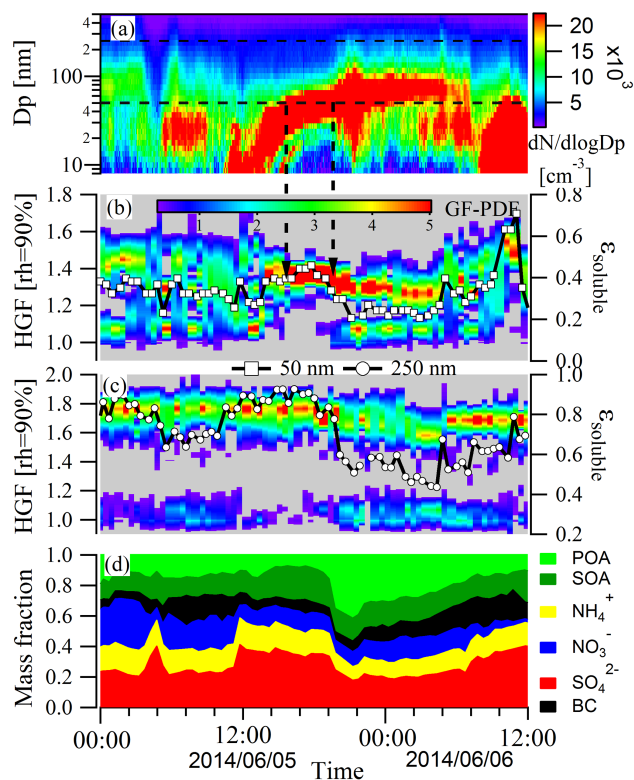 (a)
Dp [nm]
4
2
100
4
2
10
20
15
10
5
x10³
dN/dlogDp
[cm⁻³]
(b)
HGF [rh=90%]
1.8
1.6
1.4
1.2
1.0
1 2 3 4 5
GF-PDF
0.8
0.6
0.4
0.2
0.0
εsoluble
50 nm 250 nm
(c)
HGF [rh=90%]
2.0
1.8
1.6
1.4
1.2
1.0
1.0
0.8
0.6
0.4
0.2
εsoluble
(d)
Mass fraction
1.0
0.8
0.6
0.4
0.2
0.0
POA
SOA
NH₄⁺
NO₃⁻
SO₄²⁻
BC
00:00 12:00 00:00 12:00
2014/06/05 2014/06/06
Time